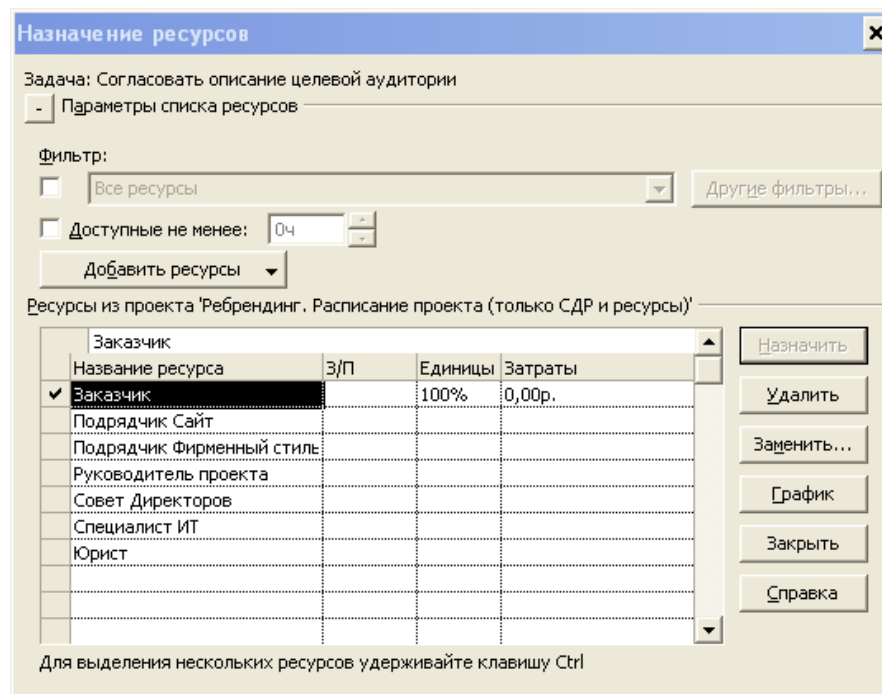 Назначение ресурсов
Задача: Согласовать описание целевой аудитории
- Параметры списка ресурсов
Фильтр:
Все ресурсы Другие фильтры...
Доступные не менее: 0ч
Добавить ресурсы
Ресурсы из проекта 'Ребрендинг. Расписание проекта (только СДР и ресурсы)'
Заказчик Назначить
Название ресурса З/П Единицы Затраты
Заказчик 100% 0,00р. Удалить
Подрядчик Сайт
Подрядчик Фирменный стиль Заменить...
Руководитель проекта
Совет Директоров График
Специалист ИТ
Юрист Закрыть
Справка
Для выделения нескольких ресурсов удерживайте клавишу Ctrl